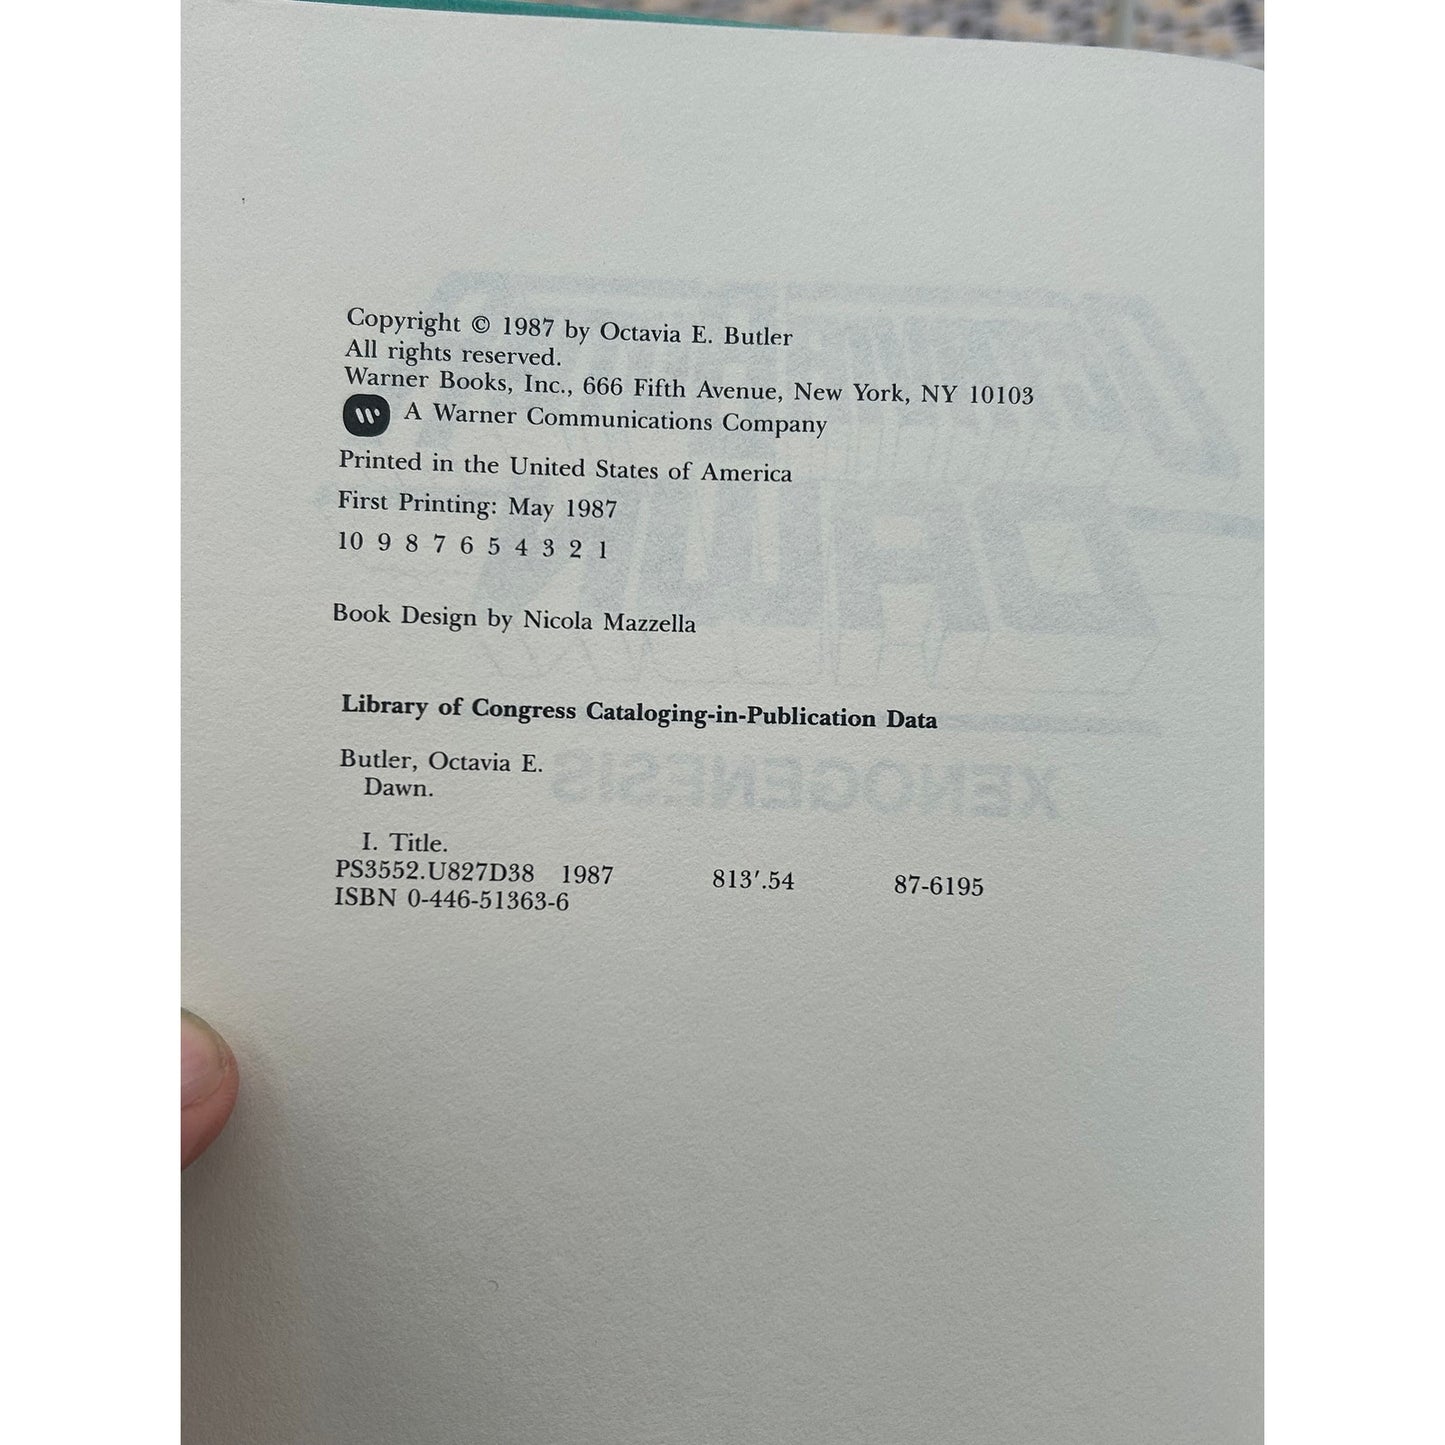 Copyright © 1987 by Octavia E. Butler
All rights reserved.
Warner Books, Inc., 666 Fifth Avenue, New York, NY 10103
W A Warner Communications Company
Printed in the United States of America
First Printing: May 1987
10 9 8 7 6 5 4 3 2 1
Book Design by Nicola Mazzella
Library of Congress Cataloging-in-Publication Data
Butler, Octavia E.
Dawn.
I. Title.
PS3552.U827D38 1987 813′.54 87-6195
ISBN 0-446-51363-6
DAWN
XENOGENESIS